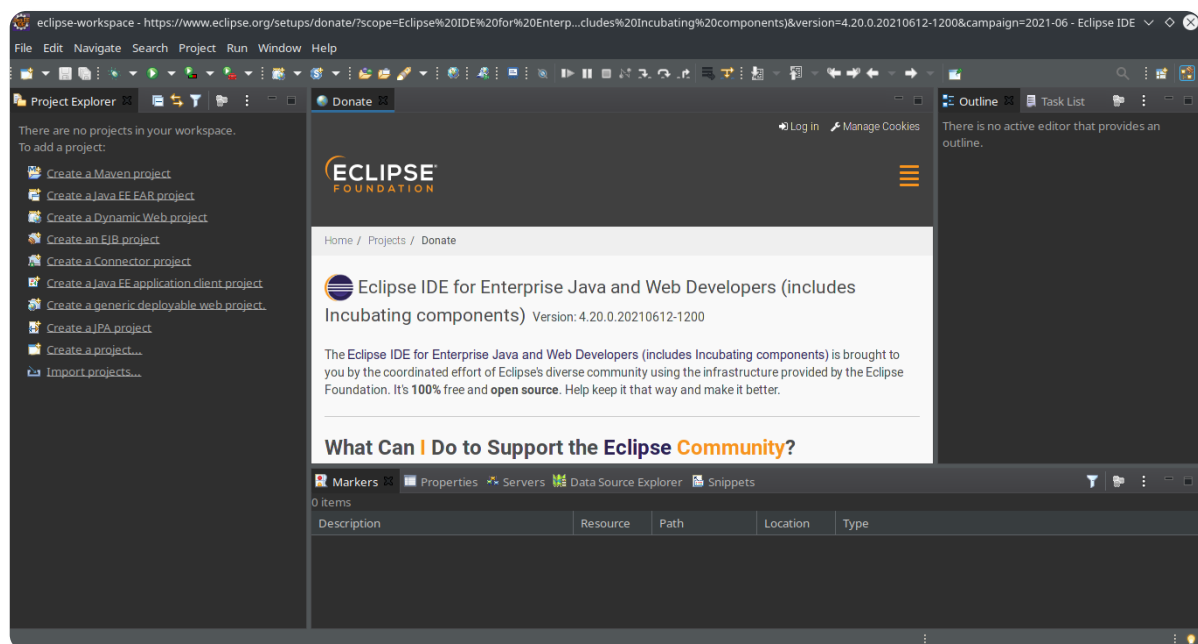 eclipse-workspace - https://www.eclipse.org/setups/donate/?scope=Eclipse%20IDE%20for%20Enterp...cludes%20Incubating%20components)&version=4.20.0.20210612-1200&campaign=2021-06 - Eclipse IDE
File Edit Navigate Search Project Run Window Help
Project Explorer
There are no projects in your workspace.
To add a project:
Create a Maven project
Create a Java EE EAR project
Create a Dynamic Web project
Create an EJB project
Create a Connector project
Create a Java EE application client project
Create a generic deployable web project.
Create a JPA project
Create a project...
Import projects...
Donate
Log in Manage Cookies
ECLIPSE
FOUNDATION
Home / Projects / Donate
Eclipse IDE for Enterprise Java and Web Developers (includes
Incubating components) Version: 4.20.0.20210612-1200
The Eclipse IDE for Enterprise Java and Web Developers (includes Incubating components) is brought to
you by the coordinated effort of Eclipse's diverse community using the infrastructure provided by the Eclipse
Foundation. It's 100% free and open source. Help keep it that way and make it better.
What Can I Do to Support the Eclipse Community?
Outline Task List
There is no active editor that provides an
outline.
Markers Properties Servers Data Source Explorer Snippets
0 items
Description Resource Path Location Type